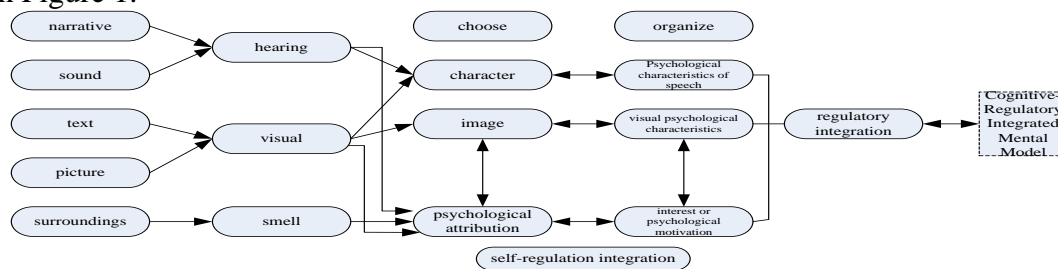 in Figure 1.
narrative
choose
organize
hearing
sound
character
Psychological
characteristics of
speech
text
image
visual psychological
characteristics
regulatory
integration
Cognitive-
Regulatory
Integrated
Mental
Model
visual
picture
surroundings
smell
psychological
attribution
interest or
psychological
motivation
self-regulation integration